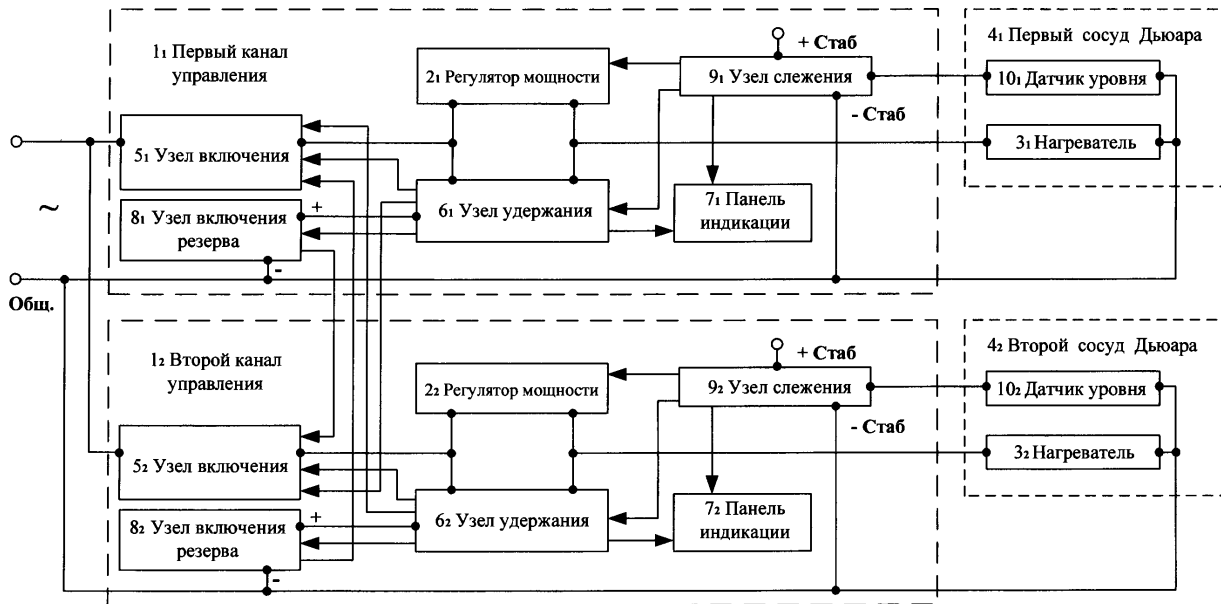 1₁ Первый канал
управления
2₁ Регулятор мощности
+ Стаб
9₁ Узел слежения
- Стаб
4₁ Первый сосуд Дьюара
10₁ Датчик уровня
3₁ Нагреватель
5₁ Узел включения
6₁ Узел удержания
7₁ Панель
индикации
8₁ Узел включения
резерва
+
-
~
Общ.
1₂ Второй канал
управления
2₂ Регулятор мощности
+ Стаб
9₂ Узел слежения
- Стаб
4₂ Второй сосуд Дьюара
10₂ Датчик уровня
3₂ Нагреватель
5₂ Узел включения
6₂ Узел удержания
7₂ Панель
индикации
8₂ Узел включения
резерва
+
-